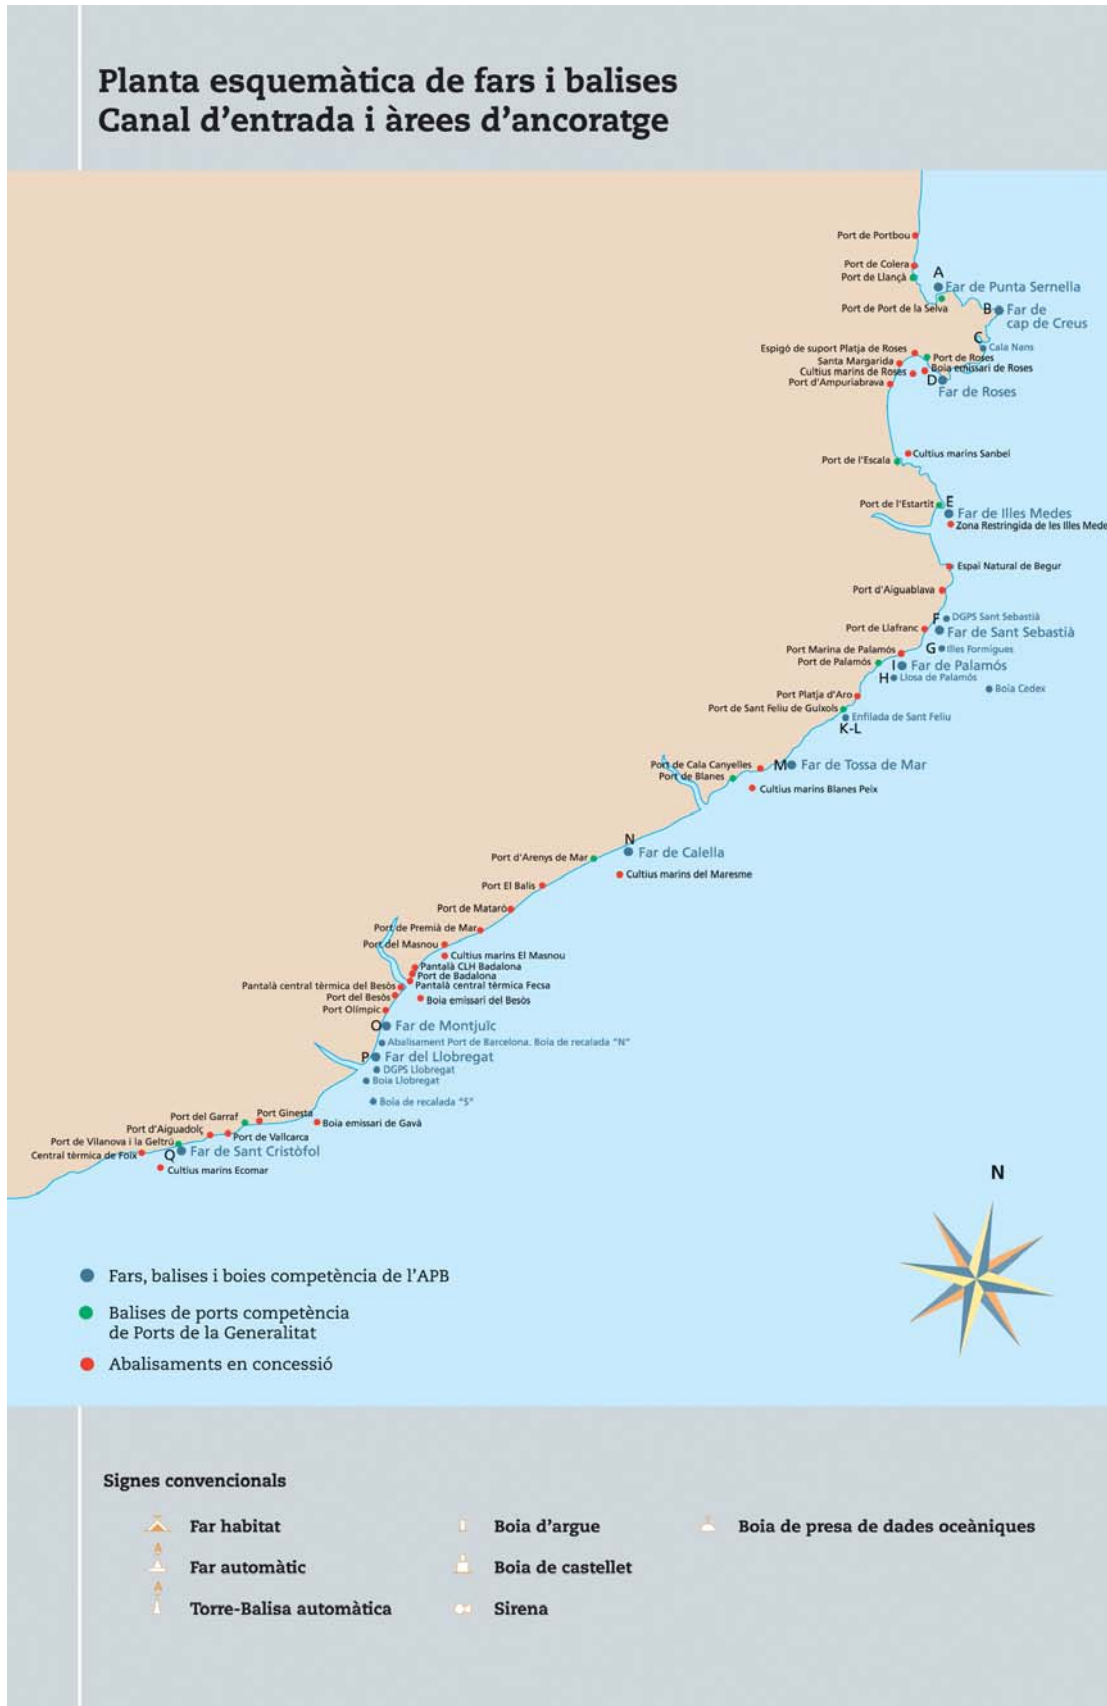 Planta esquemàtica de fars i balises
Canal d'entrada i àrees d'ancoratge
Port de Portbou
Port de Colera
Port de Llançà
A
Far de Punta Sernella
Port de Port de la Selva
B
Far de
cap de Creus
C
Cala Nans
Espigó de suport Platja de Roses
Port de Roses
Santa Margarida
Boia emissari de Roses
Cultius marins de Roses
Port d'Ampuriabrava
D
Far de Roses
Cultius marins Sanbel
Port de l'Escala
Port de l'Estartit
E
Far de Illes Medes
Zona Restringida de les Illes Mede
Espai Natural de Begur
Port d'Aiguablava
F
DGPS Sant Sebastià
Port de Llafranc
Far de Sant Sebastià
Port Marina de Palamós
G
Illes Formigues
Port de Palamós
I
Far de Palamós
H
Llosa de Palamós
Boia Cedex
Port Platja d'Aro
Port de Sant Feliu de Guíxols
Enfilada de Sant Feliu
K-L
Port de Cala Canyelles
M
Far de Tossa de Mar
Port de Blanes
Cultius marins Blanes Peix
N
Far de Calella
Port d'Arenys de Mar
Cultius marins del Maresme
Port El Balis
Port de Mataró
Port de Premià de Mar
Port del Masnou
Cultius marins El Masnou
Pantalà CLH Badalona
Port de Badalona
Pantalà central tèrmica del Besòs
Pantalà central tèrmica Fecsa
Port del Besòs
Boia emissari del Besòs
Port Olímpic
O
Far de Montjuïc
Abalisament Port de Barcelona. Boia de recalada "N"
P
Far del Llobregat
DGPS Llobregat
Boia Llobregat
Boia de recalada "S"
Port del Garraf
Port Ginesta
Boia emissari de Gavà
Port d'Aiguadolç
Port de Vallcarca
Port de Vilanova i la Geltrú
Central tèrmica de Foix
Q
Far de Sant Cristòfol
Cultius marins Ecomar
N
Fars, balises i boies competència de l'APB
Balises de ports competència
de Ports de la Generalitat
Abalisaments en concessió
Signes convencionals
Far habitat
Boia d'argue
Boia de presa de dades oceàniques
A
Far automàtic
Boia de castellet
A
Torre-Balisa automàtica
Sirena